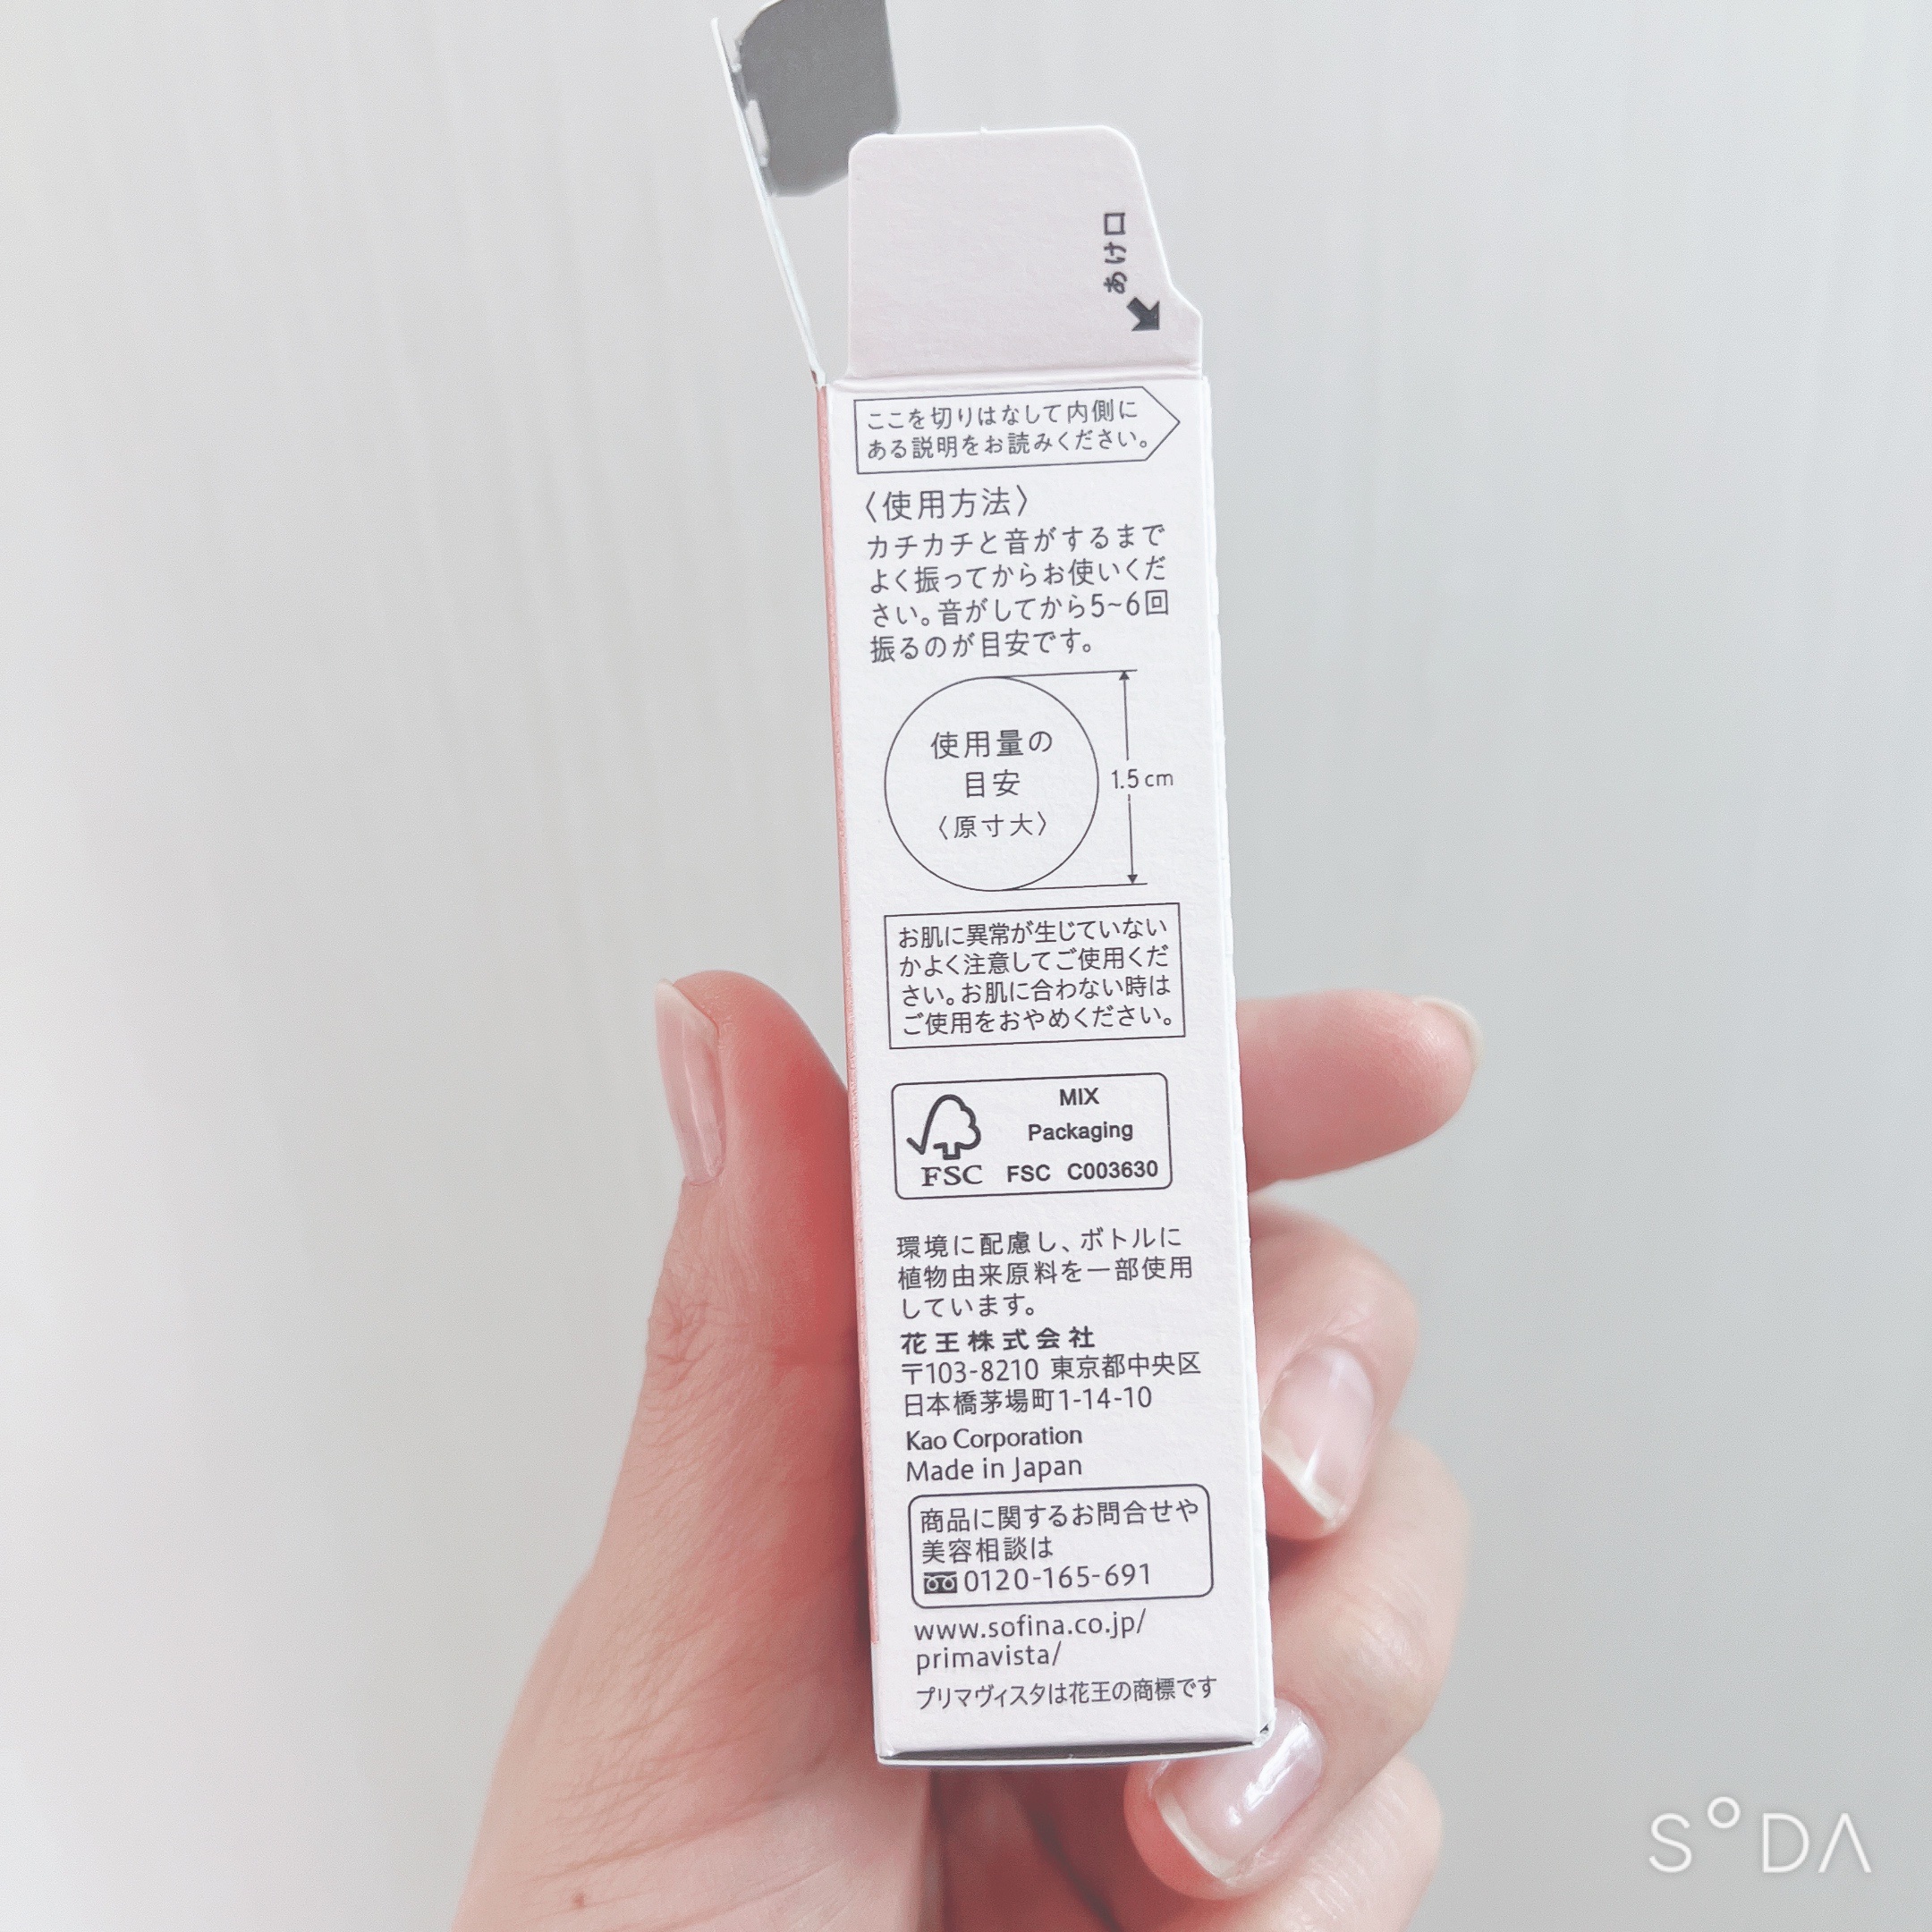 あけ口
ここを切りはなして内側に
ある説明をお読みください。
〈使用方法〉
カチカチと音がするまで
よく振ってからお使いくだ
さい。音がしてから5~6回
振るのが目安です。
使用量の
目安
〈原寸大〉
1.5cm
お肌に異常が生じていない
かよく注意してご使用くだ
さい。お肌に合わない時は
ご使用をおやめください。
MIX
Packaging
FSC FSC C003630
環境に配慮し、ボトルに
植物由来原料を一部使用
しています。
花王株式会社
〒103-8210 東京都中央区
日本橋茅場町1-14-10
Kao Corporation
Made in Japan
商品に関するお問合せや
美容相談は
0120-165-691
www.sofina.co.jp/
primavista/
プリマヴィスタは花王の商標です
SODA